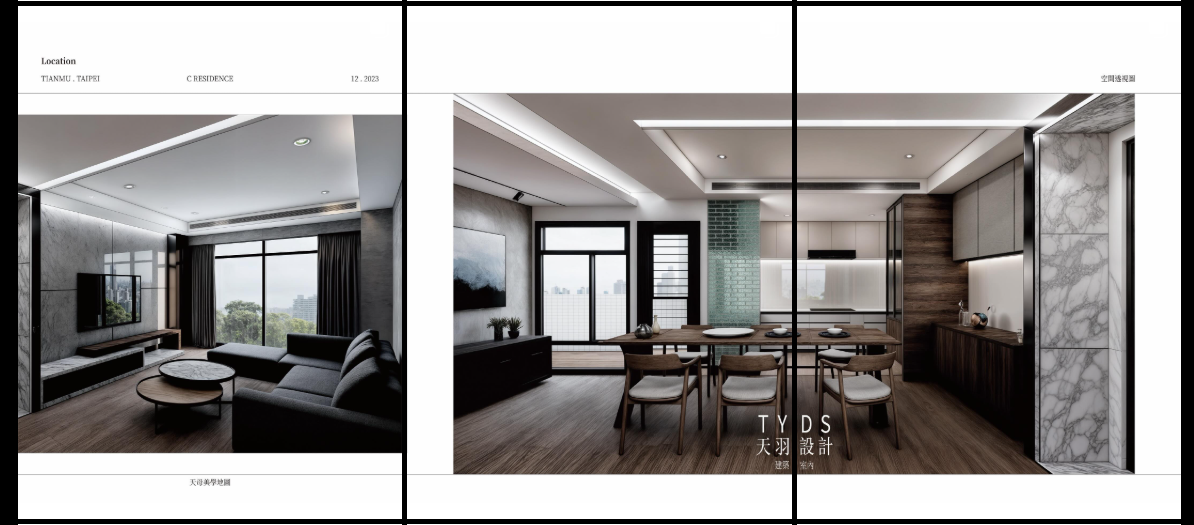 Location
TIANMU . TAIPEI
C RESIDENCE
12 . 2023
天母美學地圖
空間透視圖
TYDS
天羽設計
建築 室內